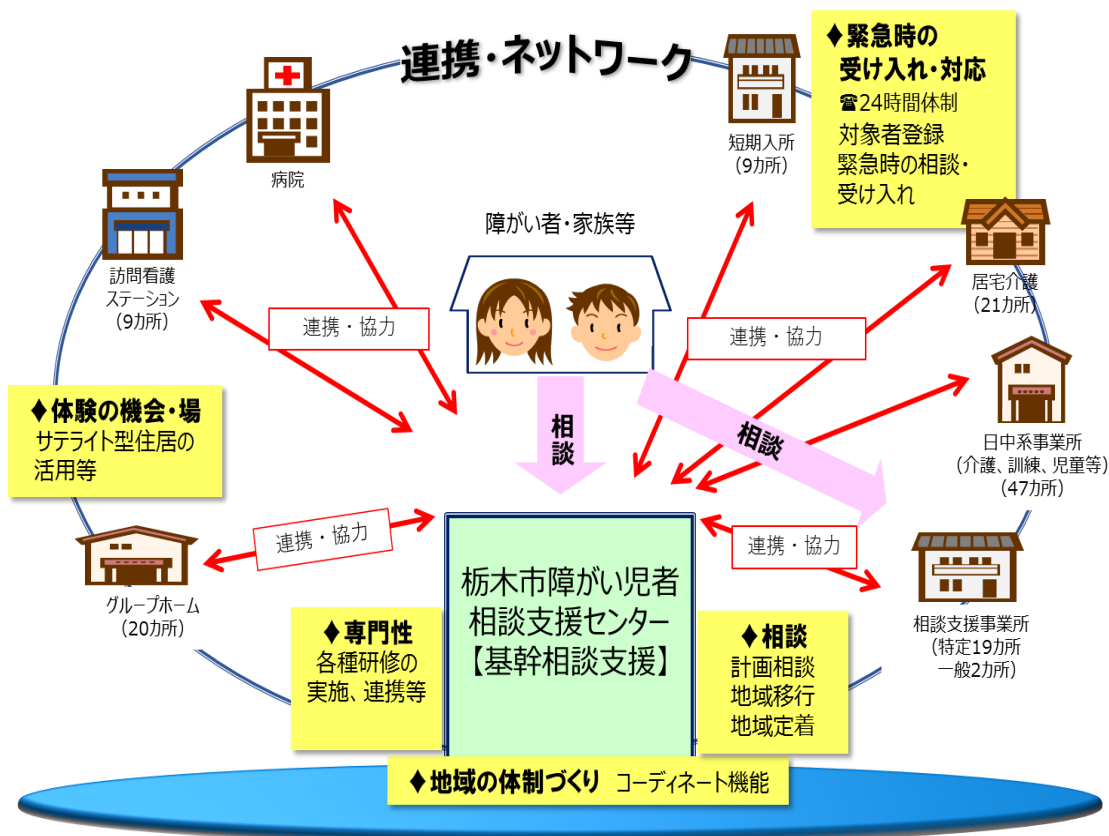 連携・ネットワーク
◆緊急時の
受け入れ・対応
☎24時間体制
対象者登録
緊急時の相談・
受け入れ
病院
短期入所
(9カ所)
障がい者・家族等
訪問看護
ステーション
(9カ所)
居宅介護
(21カ所)
連携・協力
連携・協力
◆体験の機会・場
サテライト型住居の
活用等
相談
相談
日中系事業所
(介護、訓練、児童等)
(47カ所)
連携・協力
連携・協力
グループホーム
(20カ所)
栃木市障がい児者
相談支援センター
【基幹相談支援】
相談支援事業所
(特定19カ所
一般2カ所)
◆専門性
各種研修の
実施、連携等
◆相談
計画相談
地域移行
地域定着
◆地域の体制づくり コーディネート機能